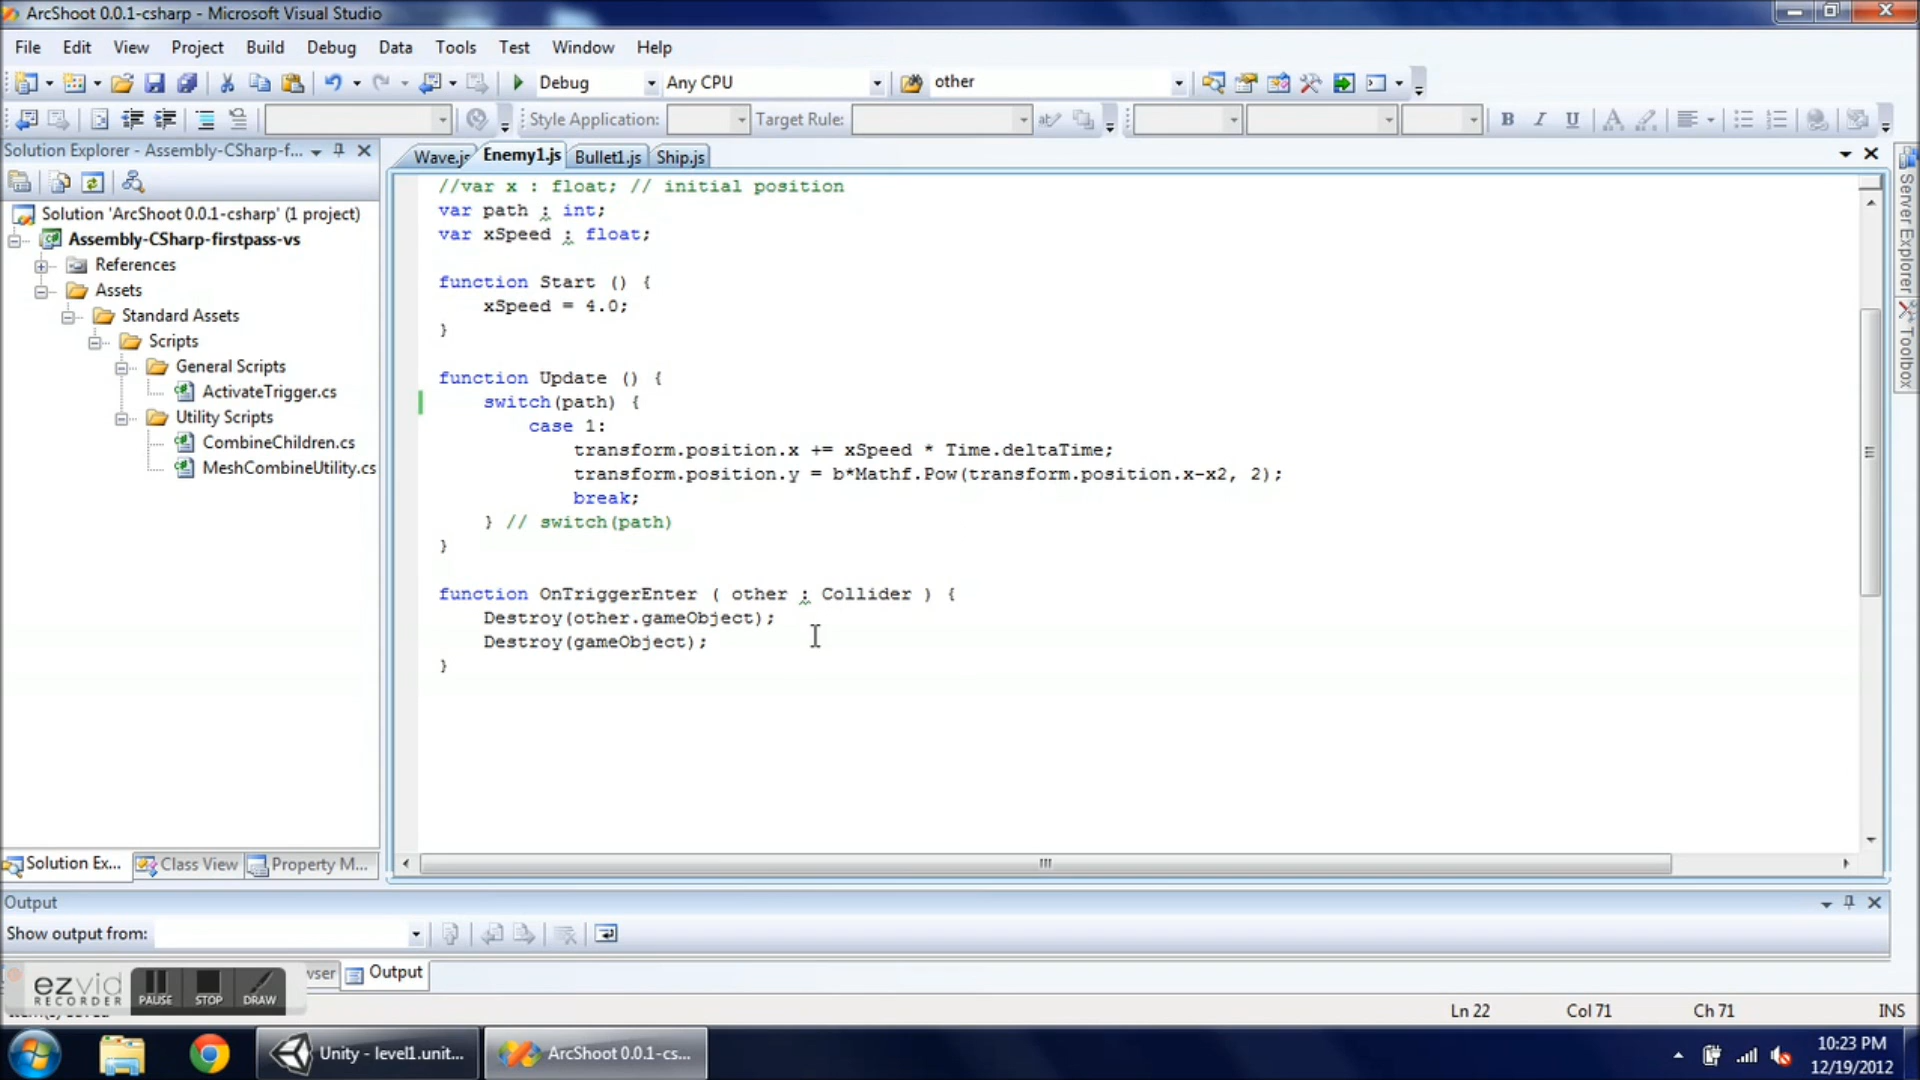 ArcShoot 0.0.1-csharp - Microsoft Visual Studio
File Edit View Project Build Debug Data Tools Test Window Help
Debug Any CPU other
Style Application: Target Rule: B I U A
Solution Explorer - Assembly-CSharp-f...
Wave.js Enemy1.js Bullet1.js Ship.js
Server Explorer
Toolbox
Solution 'ArcShoot 0.0.1-csharp' (1 project)
Assembly-CSharp-firstpass-vs
References
Assets
Standard Assets
Scripts
General Scripts
ActivateTrigger.cs
Utility Scripts
CombineChildren.cs
MeshCombineUtility.cs
//var x : float; // initial position
var path : int;
var xSpeed : float;
function Start () {
xSpeed = 4.0;
}
function Update () {
switch(path) {
case 1:
transform.position.x += xSpeed * Time.deltaTime;
transform.position.y = b*Mathf.Pow(transform.position.x-x2, 2);
break;
} // switch(path)
}
function OnTriggerEnter ( other : Collider ) {
Destroy(other.gameObject);
Destroy(gameObject);
}
Solution Ex... Class View Property M...
Output
Show output from:
wser Output
ezvid
RECORDER PAUSE STOP DRAW
Ln 22 Col 71 Ch 71 INS
Unity - level1.unit... ArcShoot 0.0.1-cs...
10:23 PM
12/19/2012